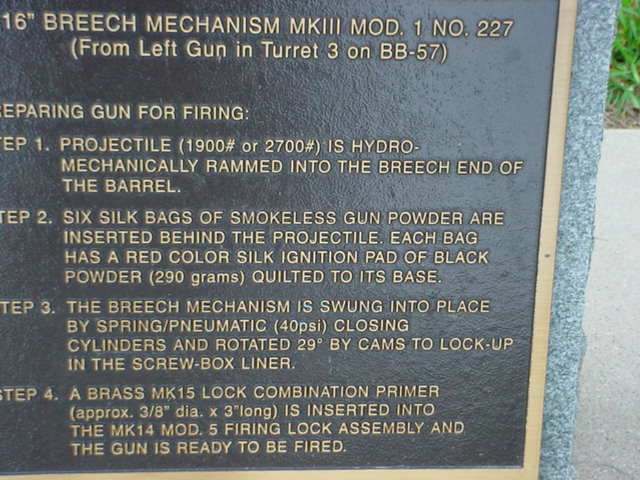 16" BREECH MECHANISM MKIII MOD. 1 NO. 227
(From Left Gun in Turret 3 on BB-57)
EPARING GUN FOR FIRING:
TEP 1. PROJECTILE (1900# or 2700#) IS HYDRO-
MECHANICALLY RAMMED INTO THE BREECH END OF
THE BARREL.
TEP 2. SIX SILK BAGS OF SMOKELESS GUN POWDER ARE
INSERTED BEHIND THE PROJECTILE. EACH BAG
HAS A RED COLOR SILK IGNITION PAD OF BLACK
POWDER (290 grams) QUILTED TO ITS BASE.
TEP 3. THE BREECH MECHANISM IS SWUNG INTO PLACE
BY SPRING/PNEUMATIC (40psi) CLOSING
CYLINDERS AND ROTATED 29° BY CAMS TO LOCK-UP
IN THE SCREW-BOX LINER.
STEP 4. A BRASS MK15 LOCK COMBINATION PRIMER
(approx. 3/8" dia. x 3"long) IS INSERTED INTO
THE MK14 MOD. 5 FIRING LOCK ASSEMBLY AND
THE GUN IS READY TO BE FIRED.